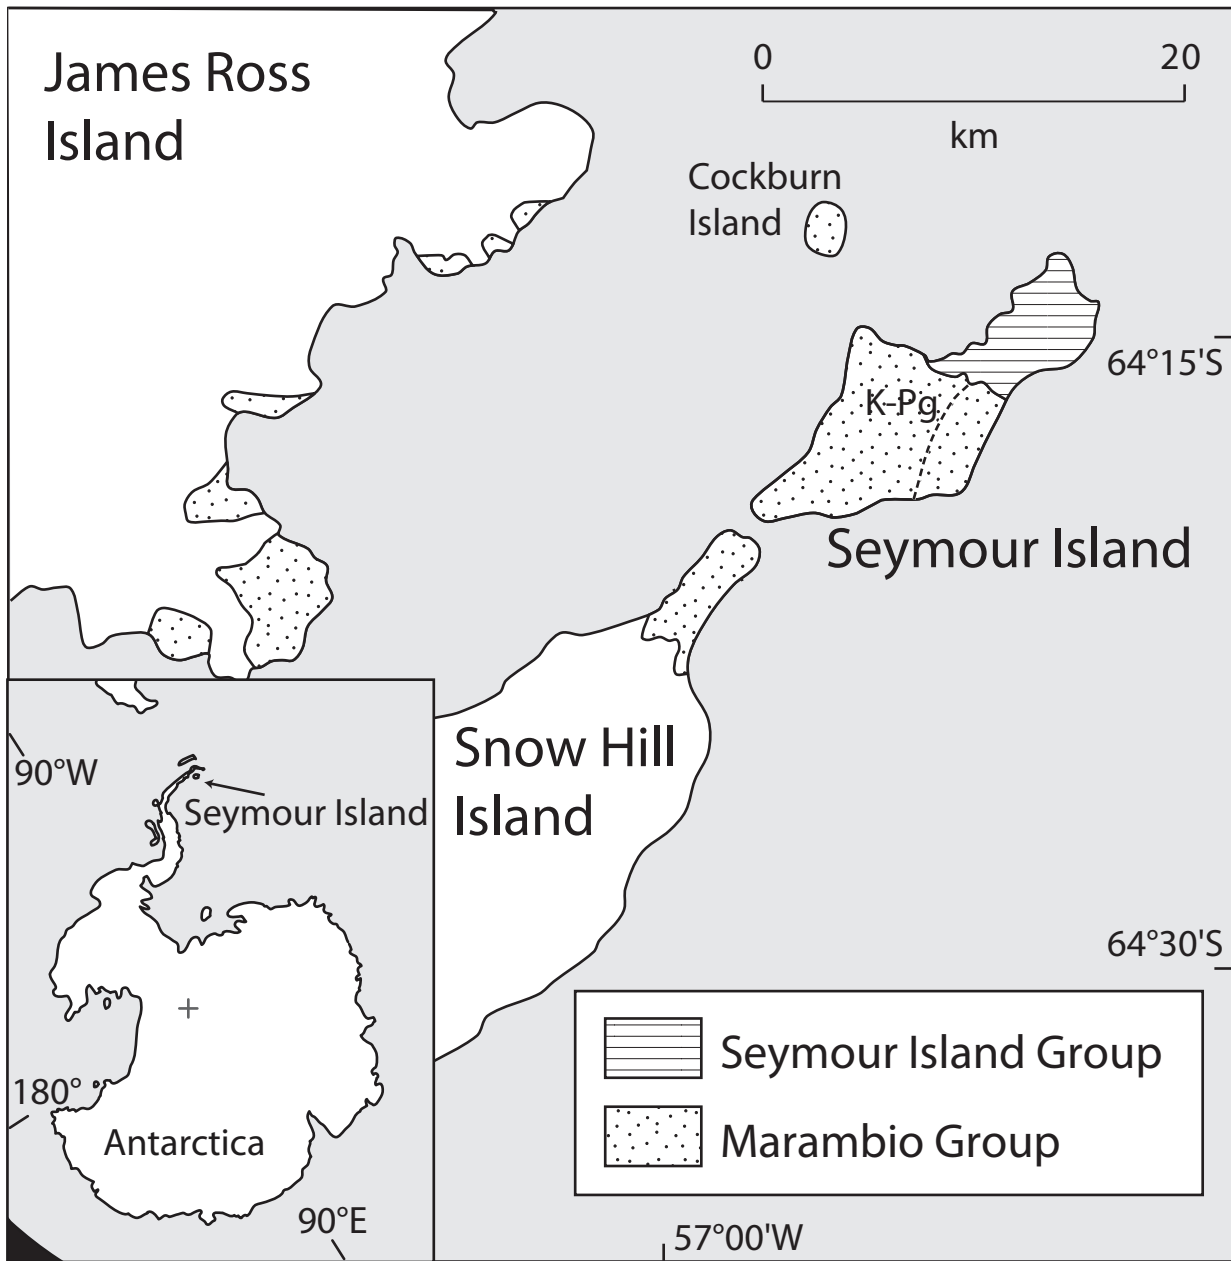 James Ross
Island
0
20
km
Cockburn
Island
64°15'S
K-Pg
Seymour Island
Snow Hill
Island
90°W
Seymour Island
64°30'S
180°
Antarctica
90°E
Seymour Island Group
Marambio Group
57°00'W